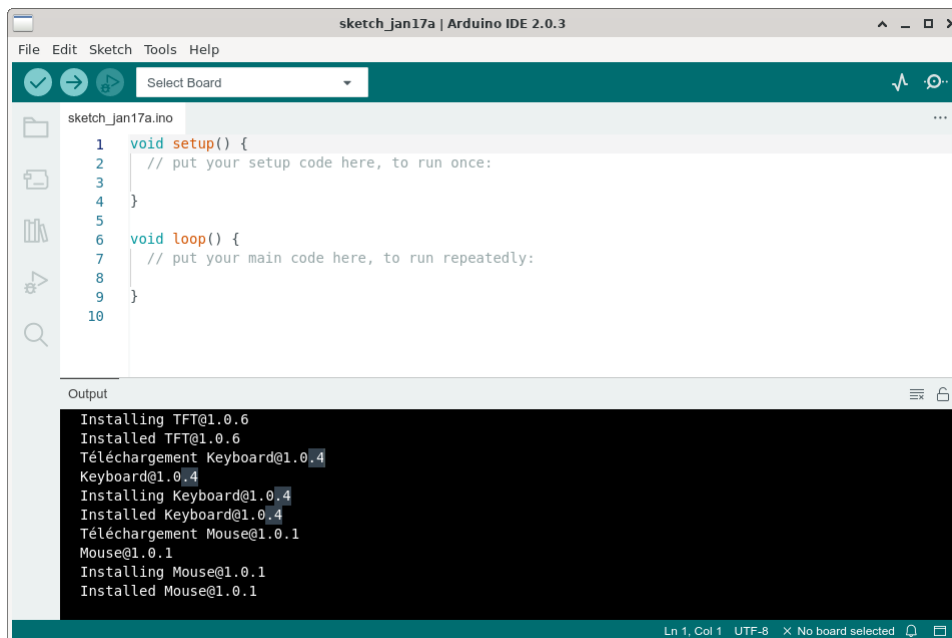 sketch_jan17a | Arduino IDE 2.0.3
File Edit Sketch Tools Help
Select Board
sketch_jan17a.ino
1 void setup() {
2 // put your setup code here, to run once:
3
4 }
5
6 void loop() {
7 // put your main code here, to run repeatedly:
8
9 }
10
Output
Installing TFT@1.0.6
Installed TFT@1.0.6
Téléchargement Keyboard@1.0.4
Keyboard@1.0.4
Installing Keyboard@1.0.4
Installed Keyboard@1.0.4
Téléchargement Mouse@1.0.1
Mouse@1.0.1
Installing Mouse@1.0.1
Installed Mouse@1.0.1
Ln 1, Col 1 UTF-8 × No board selected